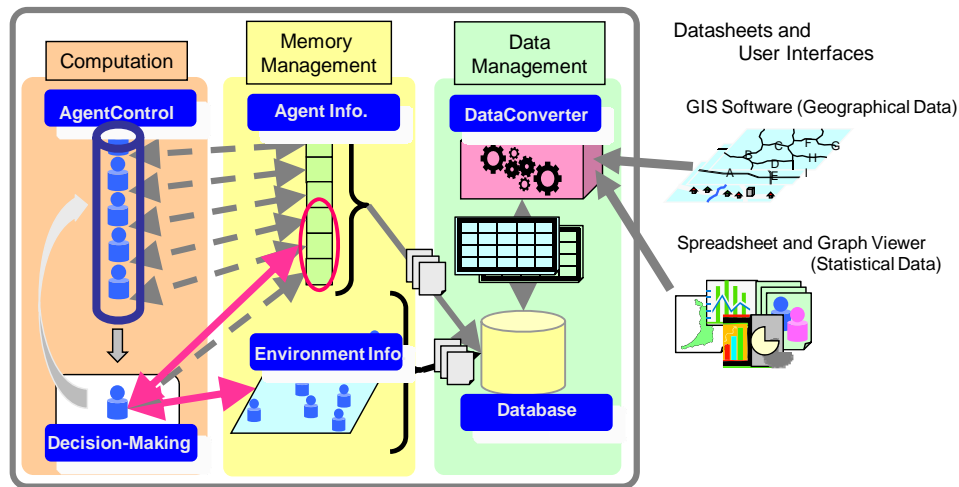 Computation
Memory
Management
Data
Management
Datasheets and
User Interfaces
AgentControl
Agent Info.
DataConverter
GIS Software (Geographical Data)
B
C
F
G
D
H
A
E
I
Spreadsheet and Graph Viewer
(Statistical Data)
Environment Info
Database
Decision-Making